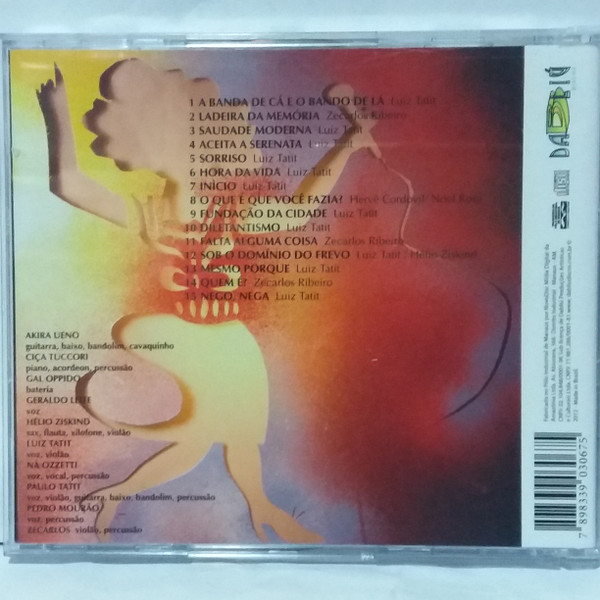 1 A BANDA DE CÁ E O BANDO DE LÁ Luiz Tatit
2 LADEIRA DA MEMÓRIA Zecarlos Ribeiro
3 SAUDADE MODERNA Luiz Tatit
4 ACEITA A SERENATA Luiz Tatit
5 SORRISO Luiz Tatit
6 HORA DA VIDA Luiz Tatit
7 INÍCIO Luiz Tatit
8 O QUE É QUE VOCÊ FAZIA? Hervé Cordovil Noel Rosa
9 FUNDAÇÃO DA CIDADE Luiz Tatit
10 DILETANTISMO Luiz Tatit
11 FALTA ALGUMA COISA Zecarlos Ribeiro
12 SOB O DOMÍNIO DO FREVO Luiz Tatit Hélio Ziskind
13 MESMO PORQUE Luiz Tatit
14 QUEM É? Zecarlos Ribeiro
15 NEGO, NEGA Luiz Tatit
AKIRA UENO
guitarra, baixo, bandolim, cavaquinho
CIÇA TUCCORI
piano, acordeon, percussão
GAL OPPIDO
bateria
GERALDO LEITE
voz
HÉLIO ZISKIND
sax, flauta, xilofone, violão
LUIZ TATIT
voz, violão
NÁ OZZETTI
voz, vocal, percussão
PAULO TATIT
voz, violão, guitarra, baixo, bandolim, percussão
PEDRO MOURÃO
voz, percussão
ZECARLOS violão, percussão
DABLIÚ
7 898339 030675